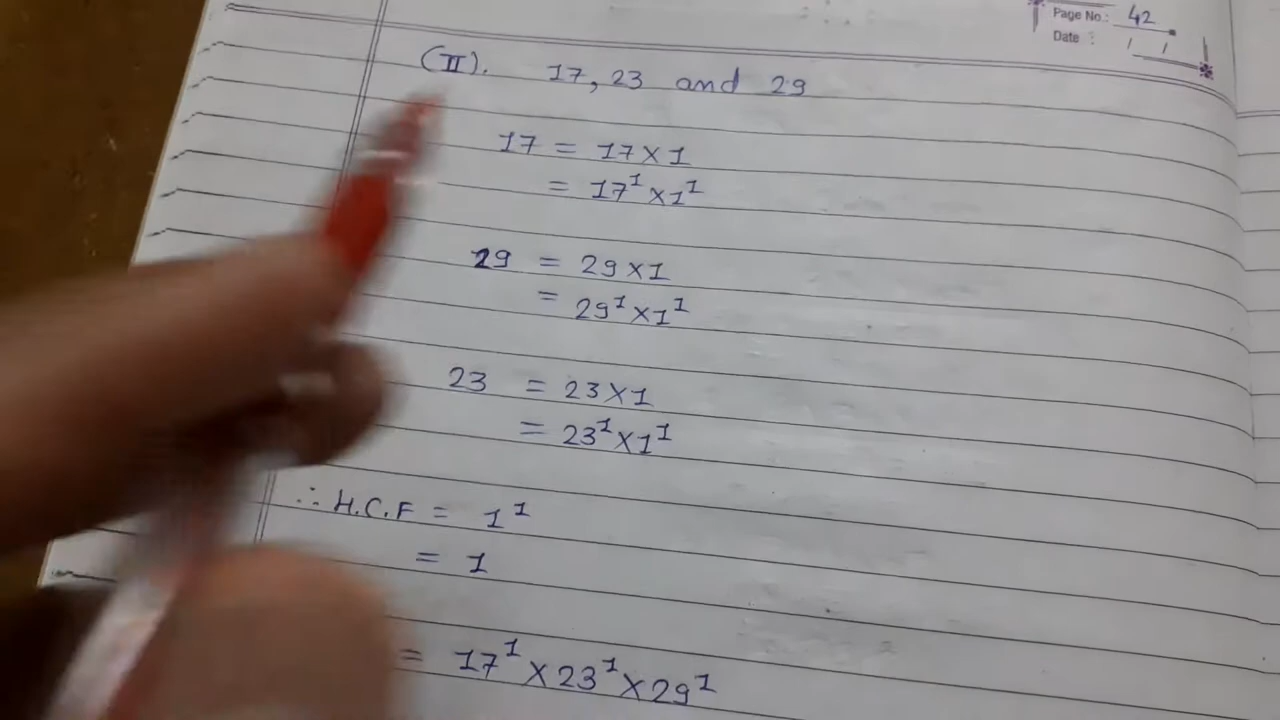 Page No.: 42
Date : / /
(II). 17, 23 and 29
17 = 17 × 1
= 17¹ × 1¹
29 = 29 × 1
= 29¹ × 1¹
23 = 23 × 1
= 23¹ × 1¹
∴ H.C.F = 1¹
= 1
= 17¹ × 23¹ × 29¹